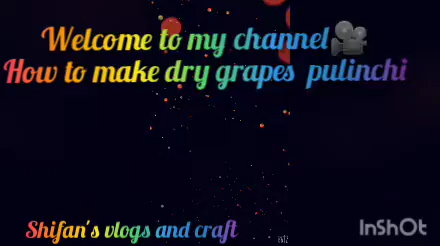 Welcome to my channel🎥
How to make dry grapes pulinchi
Shifan's vlogs and craft
InShOt